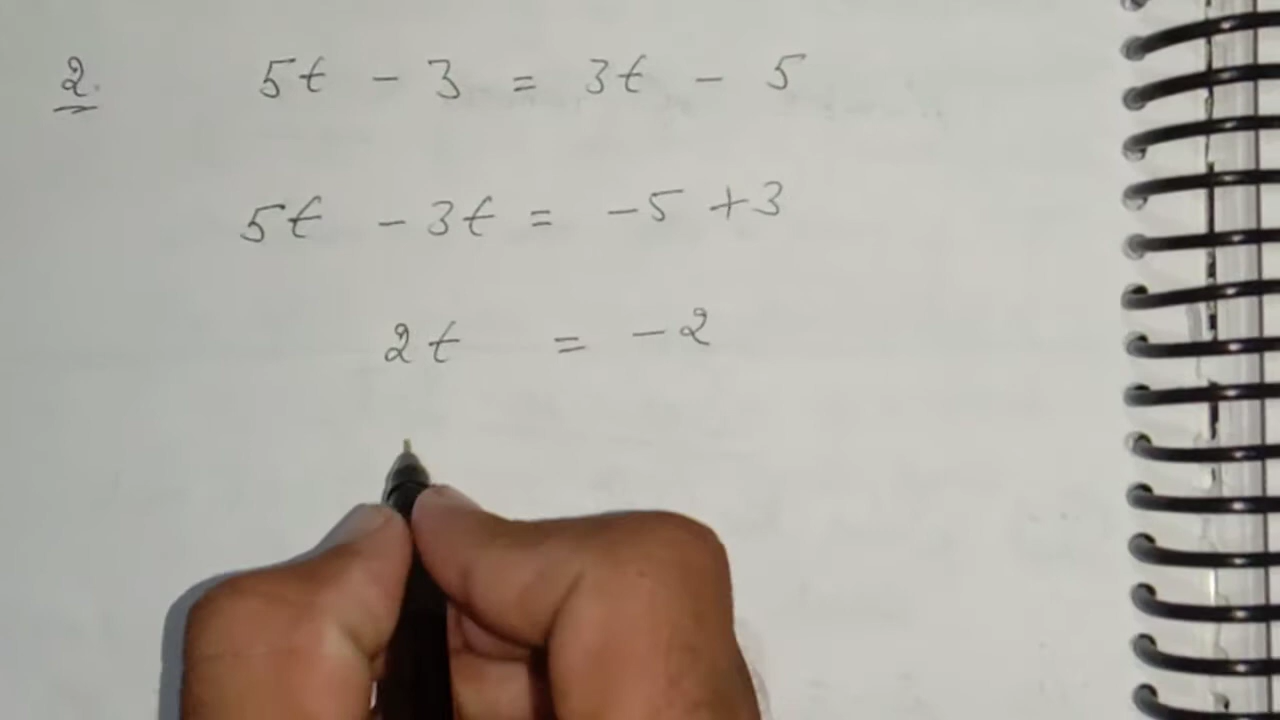 2. 5t - 3 = 3t - 5
5t - 3t = -5 +3
2t = -2